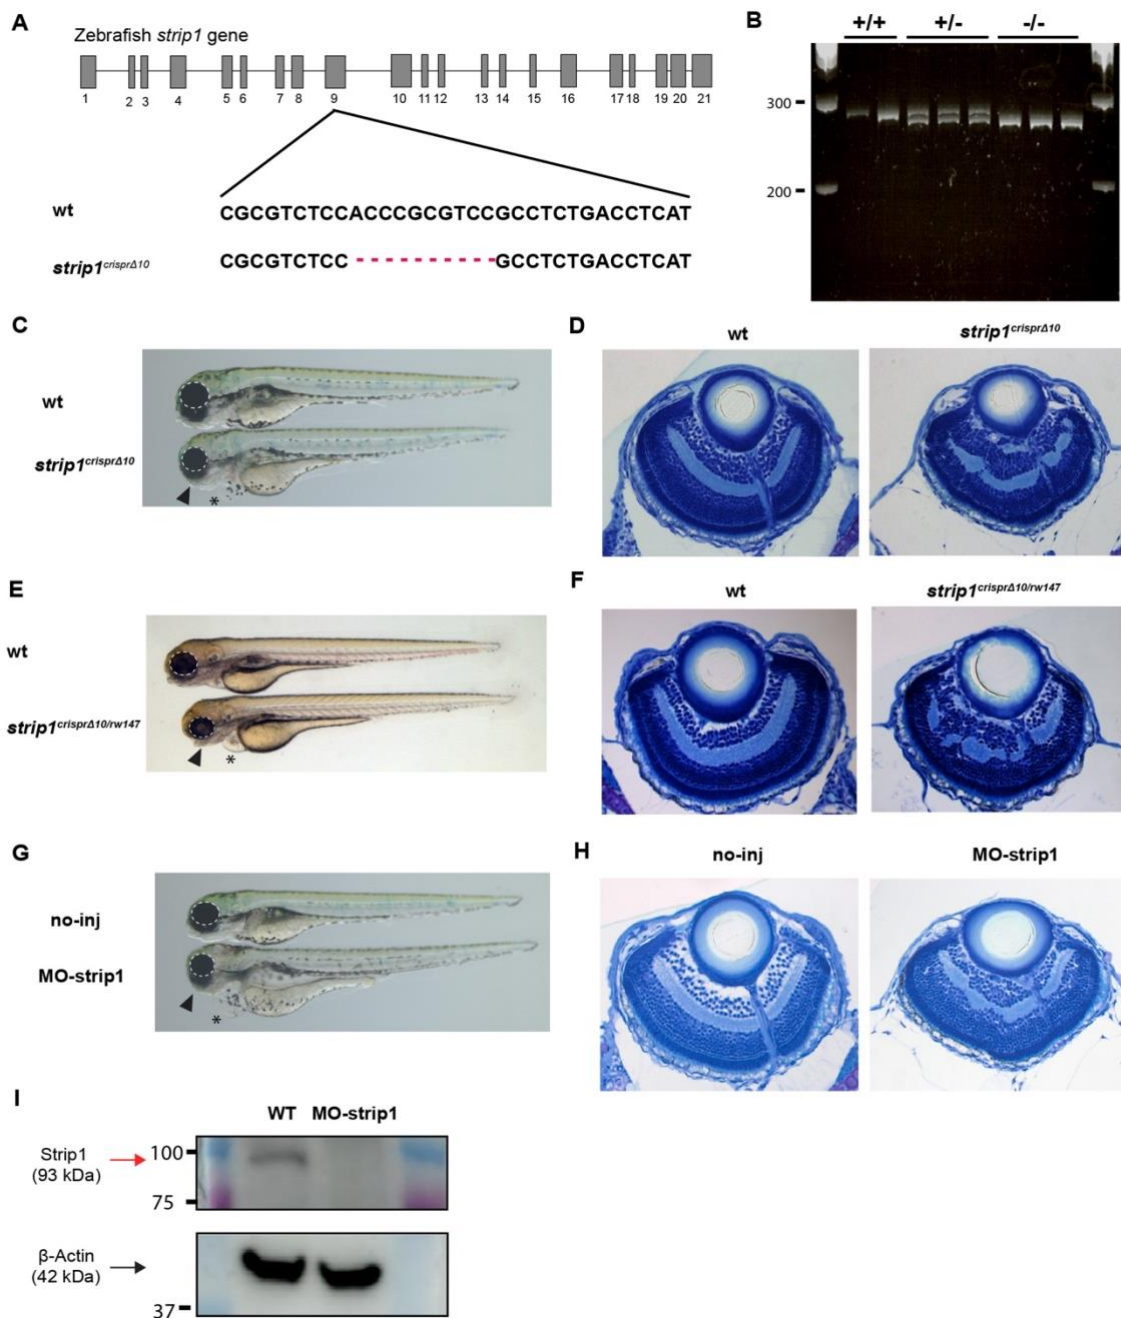 A
Zebrafish strip1 gene
1 2 3 4 5 6 7 8 9 10 11 12 13 14 15 16 17 18 19 20 21
wt CGCGTCTCCACCCGCGTCCGCCTCTGACCTCAT
strip1crisprΔ10 CGCGTCTCC----------GCCTCTGACCTCAT
B
+/+ +/- -/-
300
200
C
wt
strip1crisprΔ10
*
D
wt strip1crisprΔ10
E
wt
strip1crisprΔ10/rw147
*
F
wt strip1crisprΔ10/rw147
G
no-inj
MO-strip1
*
H
no-inj MO-strip1
I
WT MO-strip1
Strip1
(93 kDa)
100
75
β-Actin
(42 kDa)
37